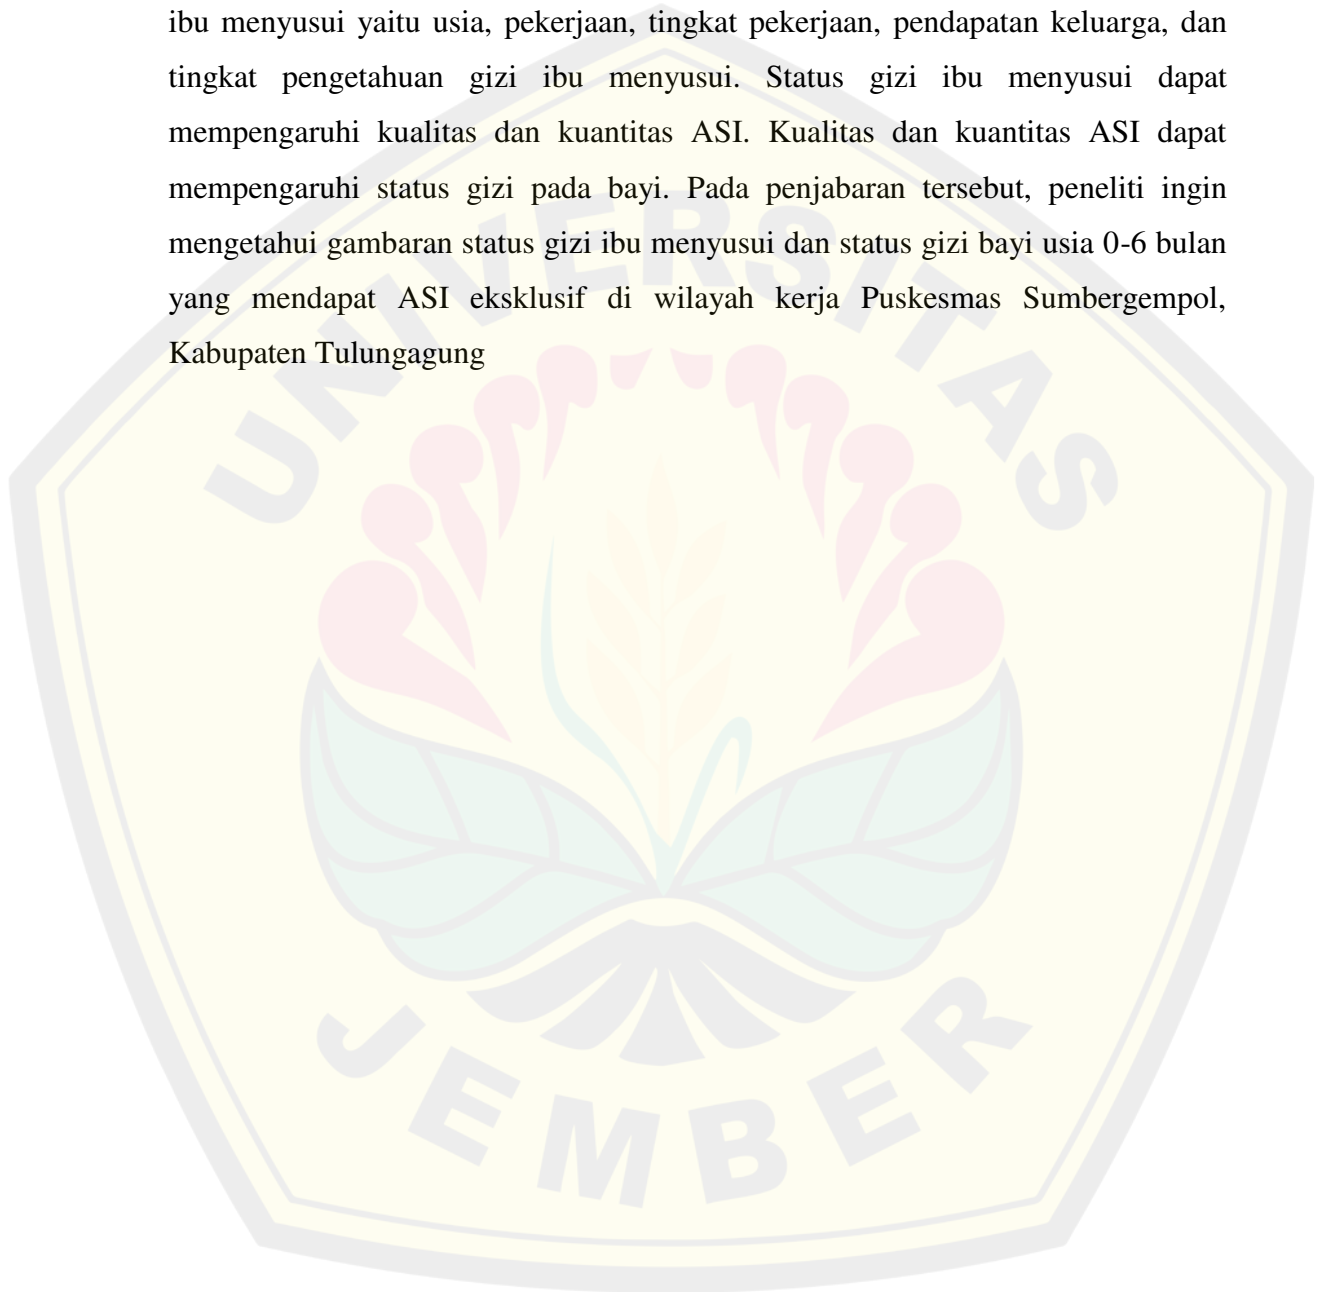 ibu menyusui yaitu usia, pekerjaan, tingkat pekerjaan, pendapatan keluarga, dan
tingkat pengetahuan gizi ibu menyusui. Status gizi ibu menyusui dapat
mempengaruhi kualitas dan kuantitas ASI. Kualitas dan kuantitas ASI dapat
mempengaruhi status gizi pada bayi. Pada penjabaran tersebut, peneliti ingin
mengetahui gambaran status gizi ibu menyusui dan status gizi bayi usia 0-6 bulan
yang mendapat ASI eksklusif di wilayah kerja Puskesmas Sumbergempol,
Kabupaten Tulungagung
UNIVERSITAS
JEMBER